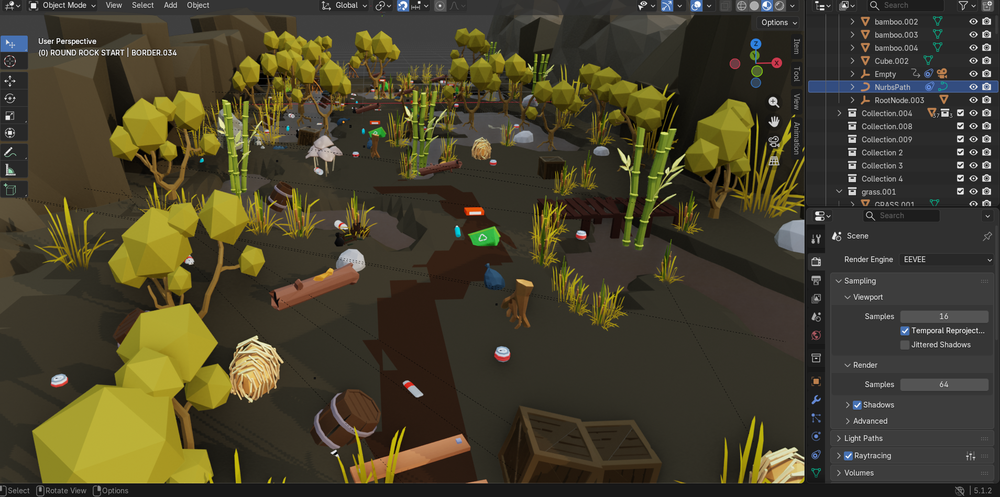 Object Mode
View
Select
Add
Object
Global
Search
Options
User Perspective
(0) ROUND ROCK START | BORDER.034
Z
Y
X
Item
Tool
View
Animation
bamboo.002
bamboo.003
bamboo.004
Cube.002
Empty
NurbsPath
RootNode.003
Collection.004
37
3
Collection.008
Collection.009
Collection 2
Collection 3
Collection 4
grass.001
GRASS.001
Search
Scene
Render Engine
EEVEE
Sampling
Viewport
Samples
16
Temporal Reproject...
Jittered Shadows
Render
Samples
64
Shadows
Advanced
Light Paths
Raytracing
Volumes
Select
Rotate View
Options
5.1.2